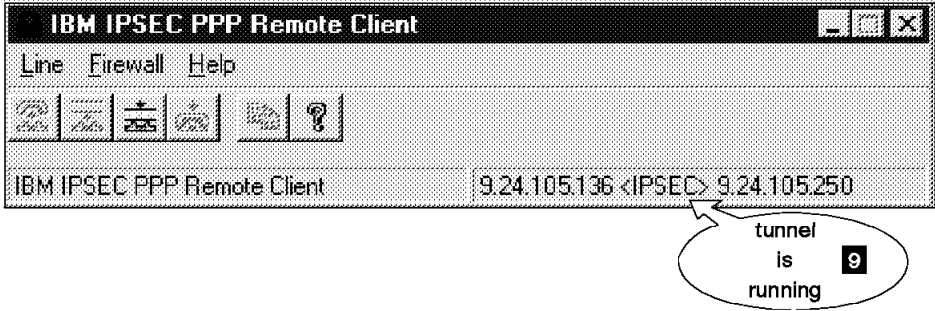 IBM IPSEC PPP Remote Client
Line Firewall Help
IBM IPSEC PPP Remote Client
9.24.105.136 <IPSEC> 9.24.105.250
tunnel
is
running
9